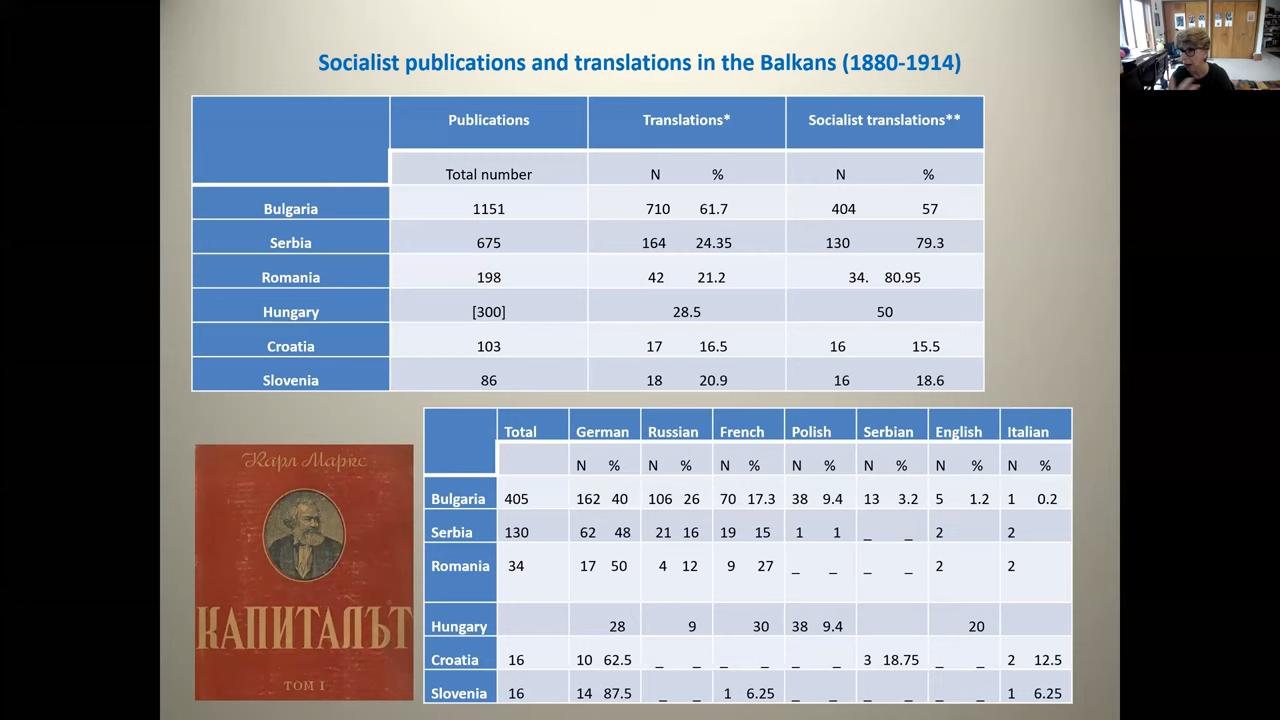 Socialist publications and translations in the Balkans (1880-1914)
Publications Translations* Socialist translations**
Total number N % N %
Bulgaria 1151 710 61.7 404 57
Serbia 675 164 24.35 130 79.3
Romania 198 42 21.2 34. 80.95
Hungary [300] 28.5 50
Croatia 103 17 16.5 16 15.5
Slovenia 86 18 20.9 16 18.6
Total German Russian French Polish Serbian English Italian
N % N % N % N % N % N % N %
Bulgaria 405 162 40 106 26 70 17.3 38 9.4 13 3.2 5 1.2 1 0.2
Serbia 130 62 48 21 16 19 15 1 1 _ _ 2 2
Romania 34 17 50 4 12 9 27 _ _ _ _ 2 2
Hungary 28 9 30 38 9.4 20
Croatia 16 10 62.5 _ _ _ _ _ _ 3 18.75 _ _ 2 12.5
Slovenia 16 14 87.5 _ _ 1 6.25 _ _ _ _ _ _ 1 6.25
Карл Маркс
КАПИТАЛЪТ
ТОМ I